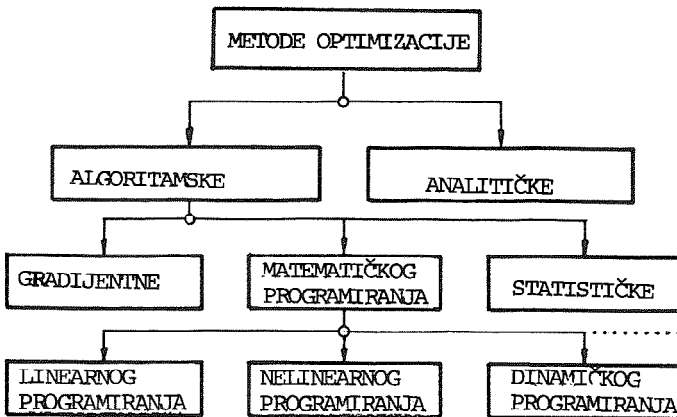 METODE OPTIMIZACIJE
ALGORITAMSKE
ANALITIČKE
GRADIJENTNE
MATEMATIČKOG
PROGRAMIRANJA
STATISTIČKE
LINEARNOG
PROGRAMIRANJA
NELINEARNOG
PROGRAMIRANJA
DINAMIČKOG
PROGRAMIRANJA